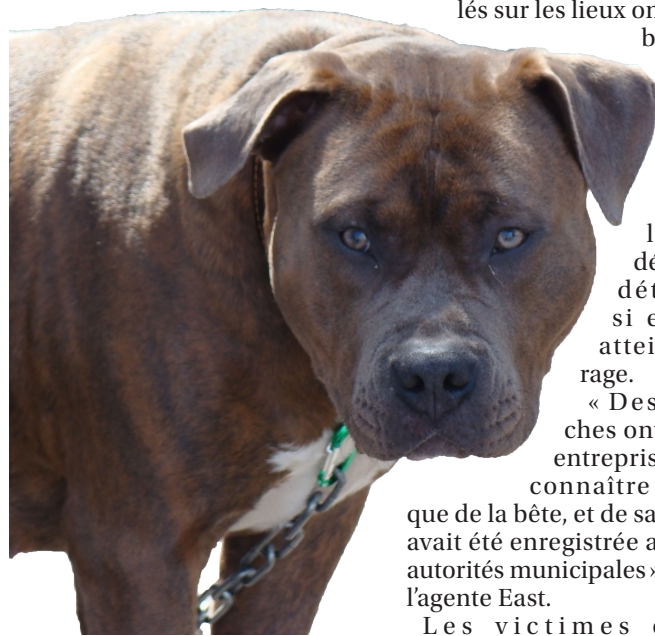 lés sur les lieux on
b
l
dé
dét
si e
attei
rage.
« Des
ches ont
entrepris
connaître
que de la bête, et de sa
avait été enregistrée a
autorités municipales »
l'agente East.
Les victimes